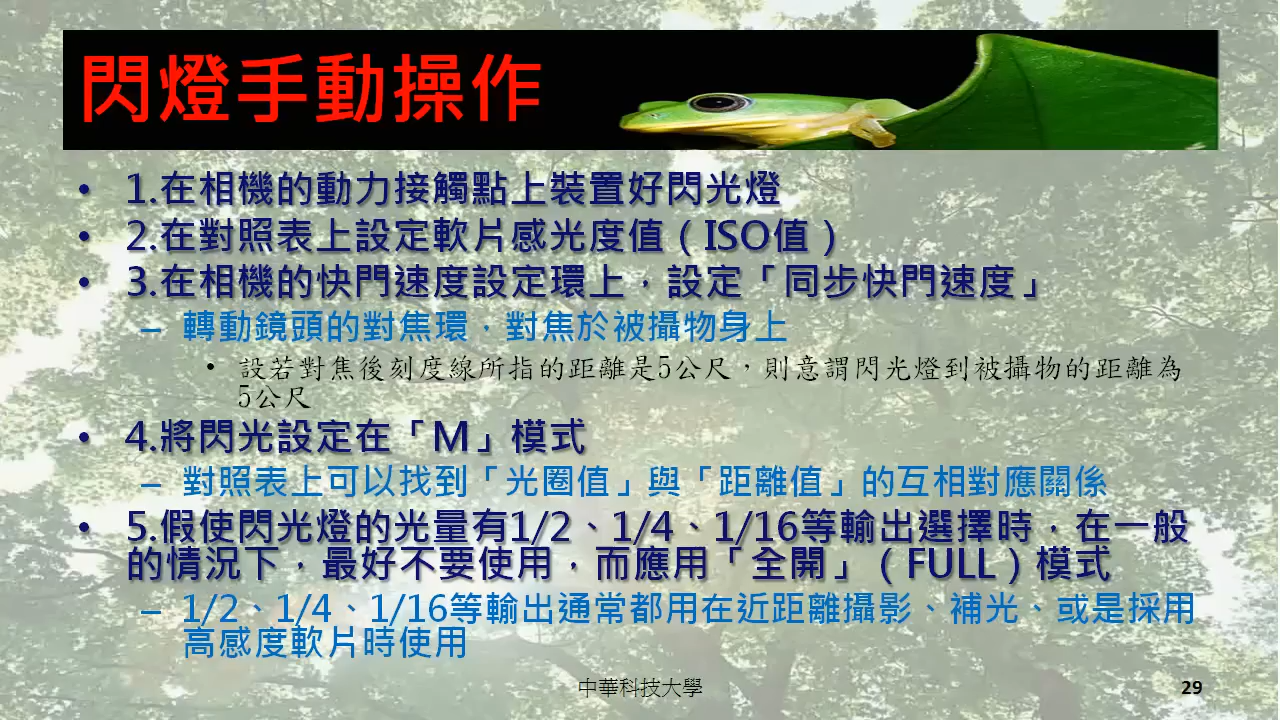 閃燈手動操作
• 1.在相機的動力接觸點上裝置好閃光燈
• 2.在對照表上設定軟片感光度值（ISO值）
• 3.在相機的快門速度設定環上，設定「同步快門速度」
– 轉動鏡頭的對焦環，對焦於被攝物身上
• 設若對焦後刻度線所指的距離是5公尺，則意謂閃光燈到被攝物的距離為
5公尺
• 4.將閃光設定在「M」模式
– 對照表上可以找到「光圈值」與「距離值」的互相對應關係
• 5.假使閃光燈的光量有1/2、1/4、1/16等輸出選擇時，在一般
的情況下，最好不要使用，而應用「全開」（FULL）模式
– 1/2、1/4、1/16等輸出通常都用在近距離攝影、補光、或是採用
高感度軟片時使用
中華科技大學
29